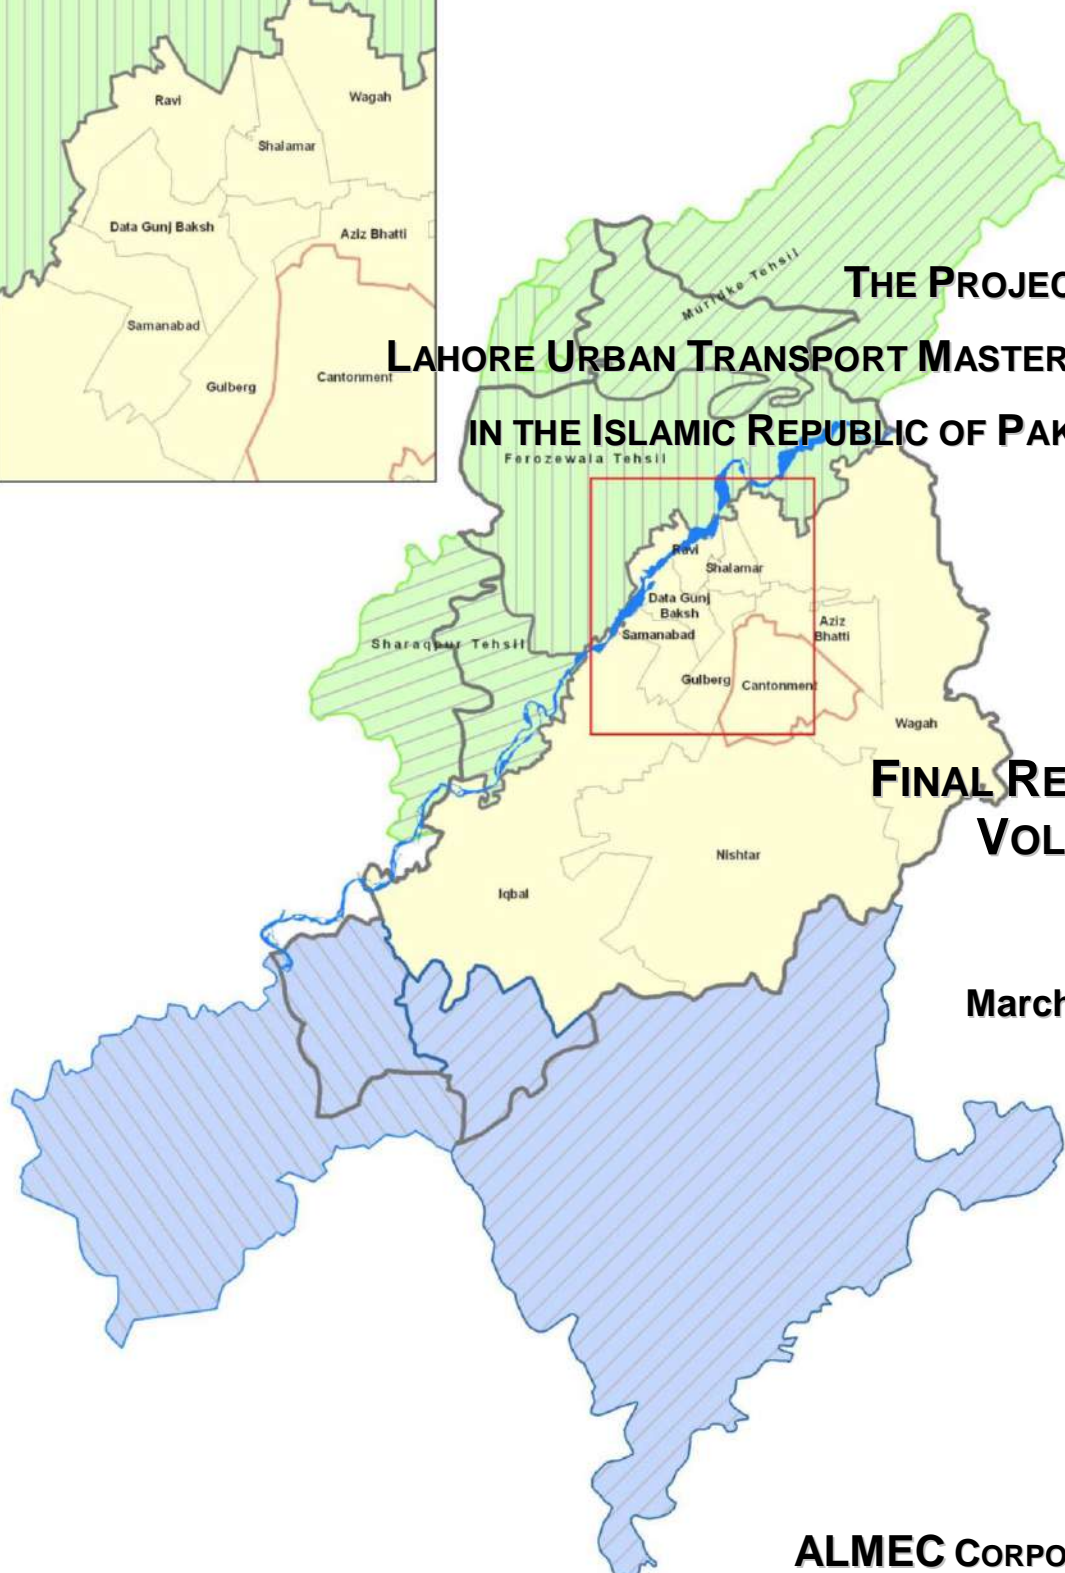 Ravi
Wagah
Shalamar
Data Gunj Baksh
Aziz Bhatti
Samanabad
Gulberg
Cantonment
THE PROJEC
LAHORE URBAN TRANSPORT MASTER
IN THE ISLAMIC REPUBLIC OF PAK
Muridke Tehsil
Ferozewala Tehsil
Ravi
Shalamar
Data Gunj
Baksh
Samanabad
Aziz
Bhatti
Sharaqpur Tehsil
Gulberg
Cantonment
Wagah
FINAL RE
VOL
Nishtar
Iqbal
March
ALMEC CORPO